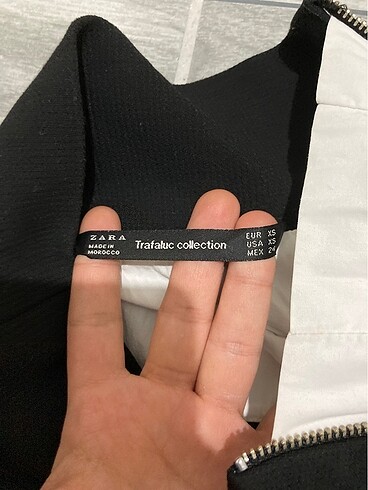 ZARA
MADE IN
MOROCCO
Trafaluc collection
EUR XS
USA XS
MEX 24